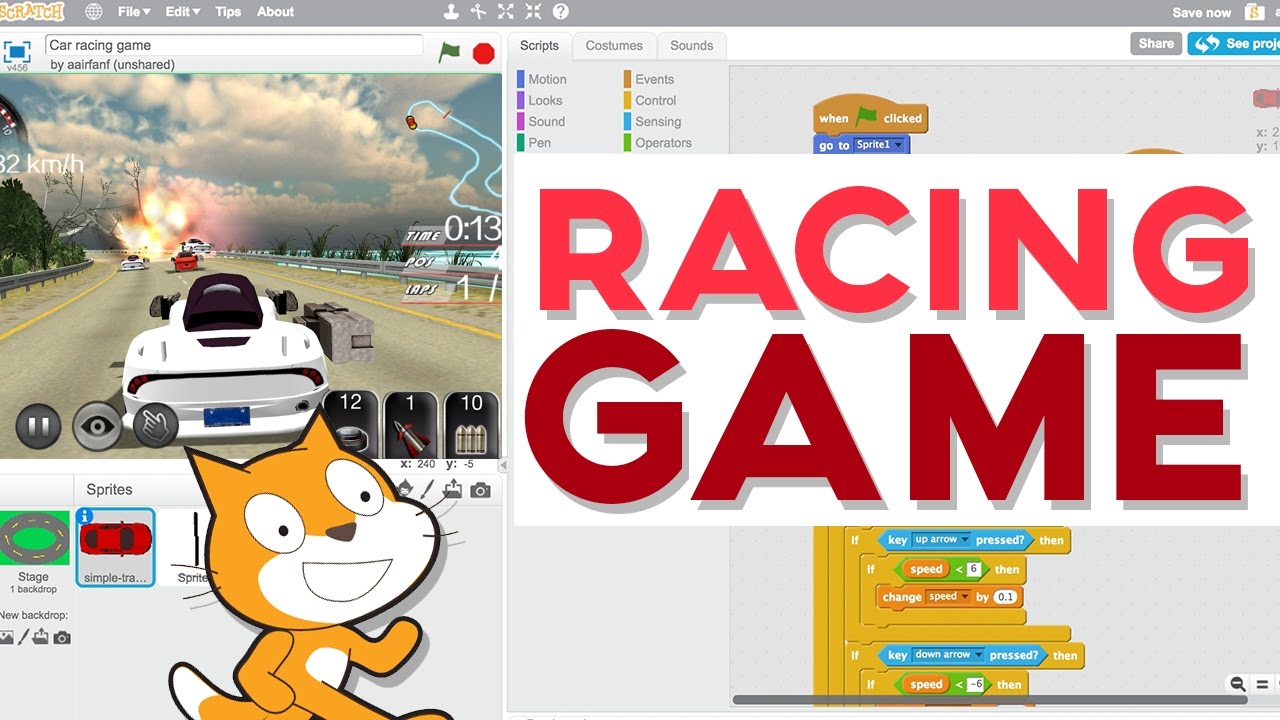 SCRATCH File Edit Tips About Save now
v456 Car racing game
by aairfanf (unshared)
Scripts Costumes Sounds Share See proje
Motion Events
Looks Control
Sound Sensing
Pen Operators
when clicked
go to Sprite1
32 km/h
TIME 0:13
POS 4
LAPS 1 /
RACING
GAME
12 1 10
x: 240 y: -5
Sprites
Stage
1 backdrop
simple-tra...
Sprite
New backdrop:
if key up arrow pressed? then
if speed < 6 then
change speed by 0.1
if key down arrow pressed? then
if speed < -6 then